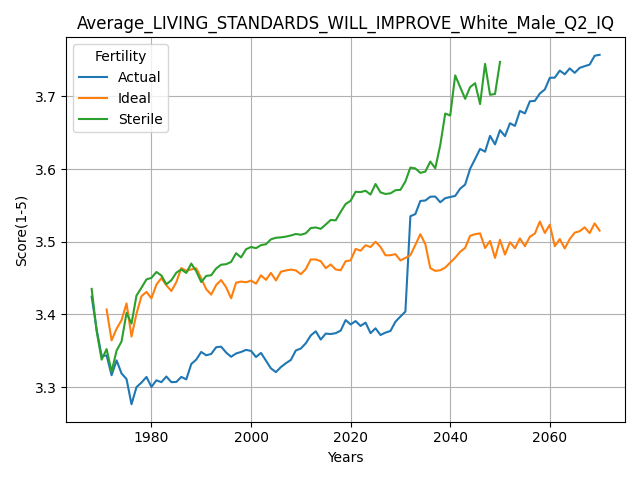 Average_LIVING_STANDARDS_WILL_IMPROVE_White_Male_Q2_IQ
Fertility
Actual
Ideal
Sterile
Score(1-5)
3.7
3.6
3.5
3.4
3.3
1980 2000 2020 2040 2060
Years